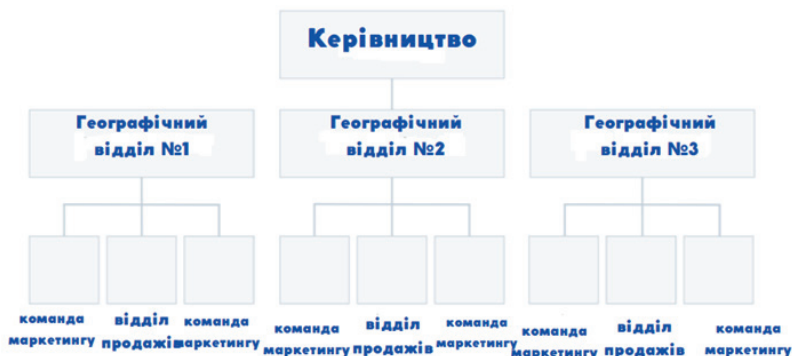 Керівництво
Географічний
відділ №1
Географічний
відділ №2
Географічний
відділ №3
команда
маркетингу
відділ
продажів
команда
маркетингу
команда
маркетингу
відділ
продажів
команда
маркетингу
команда
маркетингу
відділ
продажів
команда
маркетингу